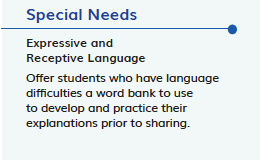 Special Needs
Expressive and
Receptive Language
Offer students who have language
difficulties a word bank to use
to develop and practice their
explanations prior to sharing.